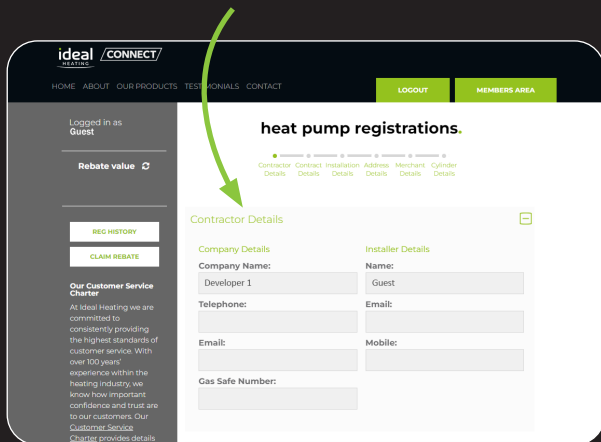 ideal CONNECT
HEATING
HOME ABOUT OUR PRODUCTS TESTIMONIALS CONTACT
LOGOUT
MEMBERS AREA
Logged in as
Guest
Rebate value
REG HISTORY
CLAIM REBATE
Our Customer Service
Charter
At Ideal Heating we are
committed to
consistently providing
the highest standards of
customer service. With
over 100 years'
experience within the
heating industry, we
know how important
confidence and trust are
to our customers. Our
Customer Service
Charter provides details
heat pump registrations.
Contractor Details
Contract Details
Installation Details
Address Details
Merchant Details
Cylinder Details
Contractor Details
Company Details
Company Name:
Developer 1
Telephone:
Email:
Gas Safe Number:
Installer Details
Name:
Guest
Email:
Mobile: